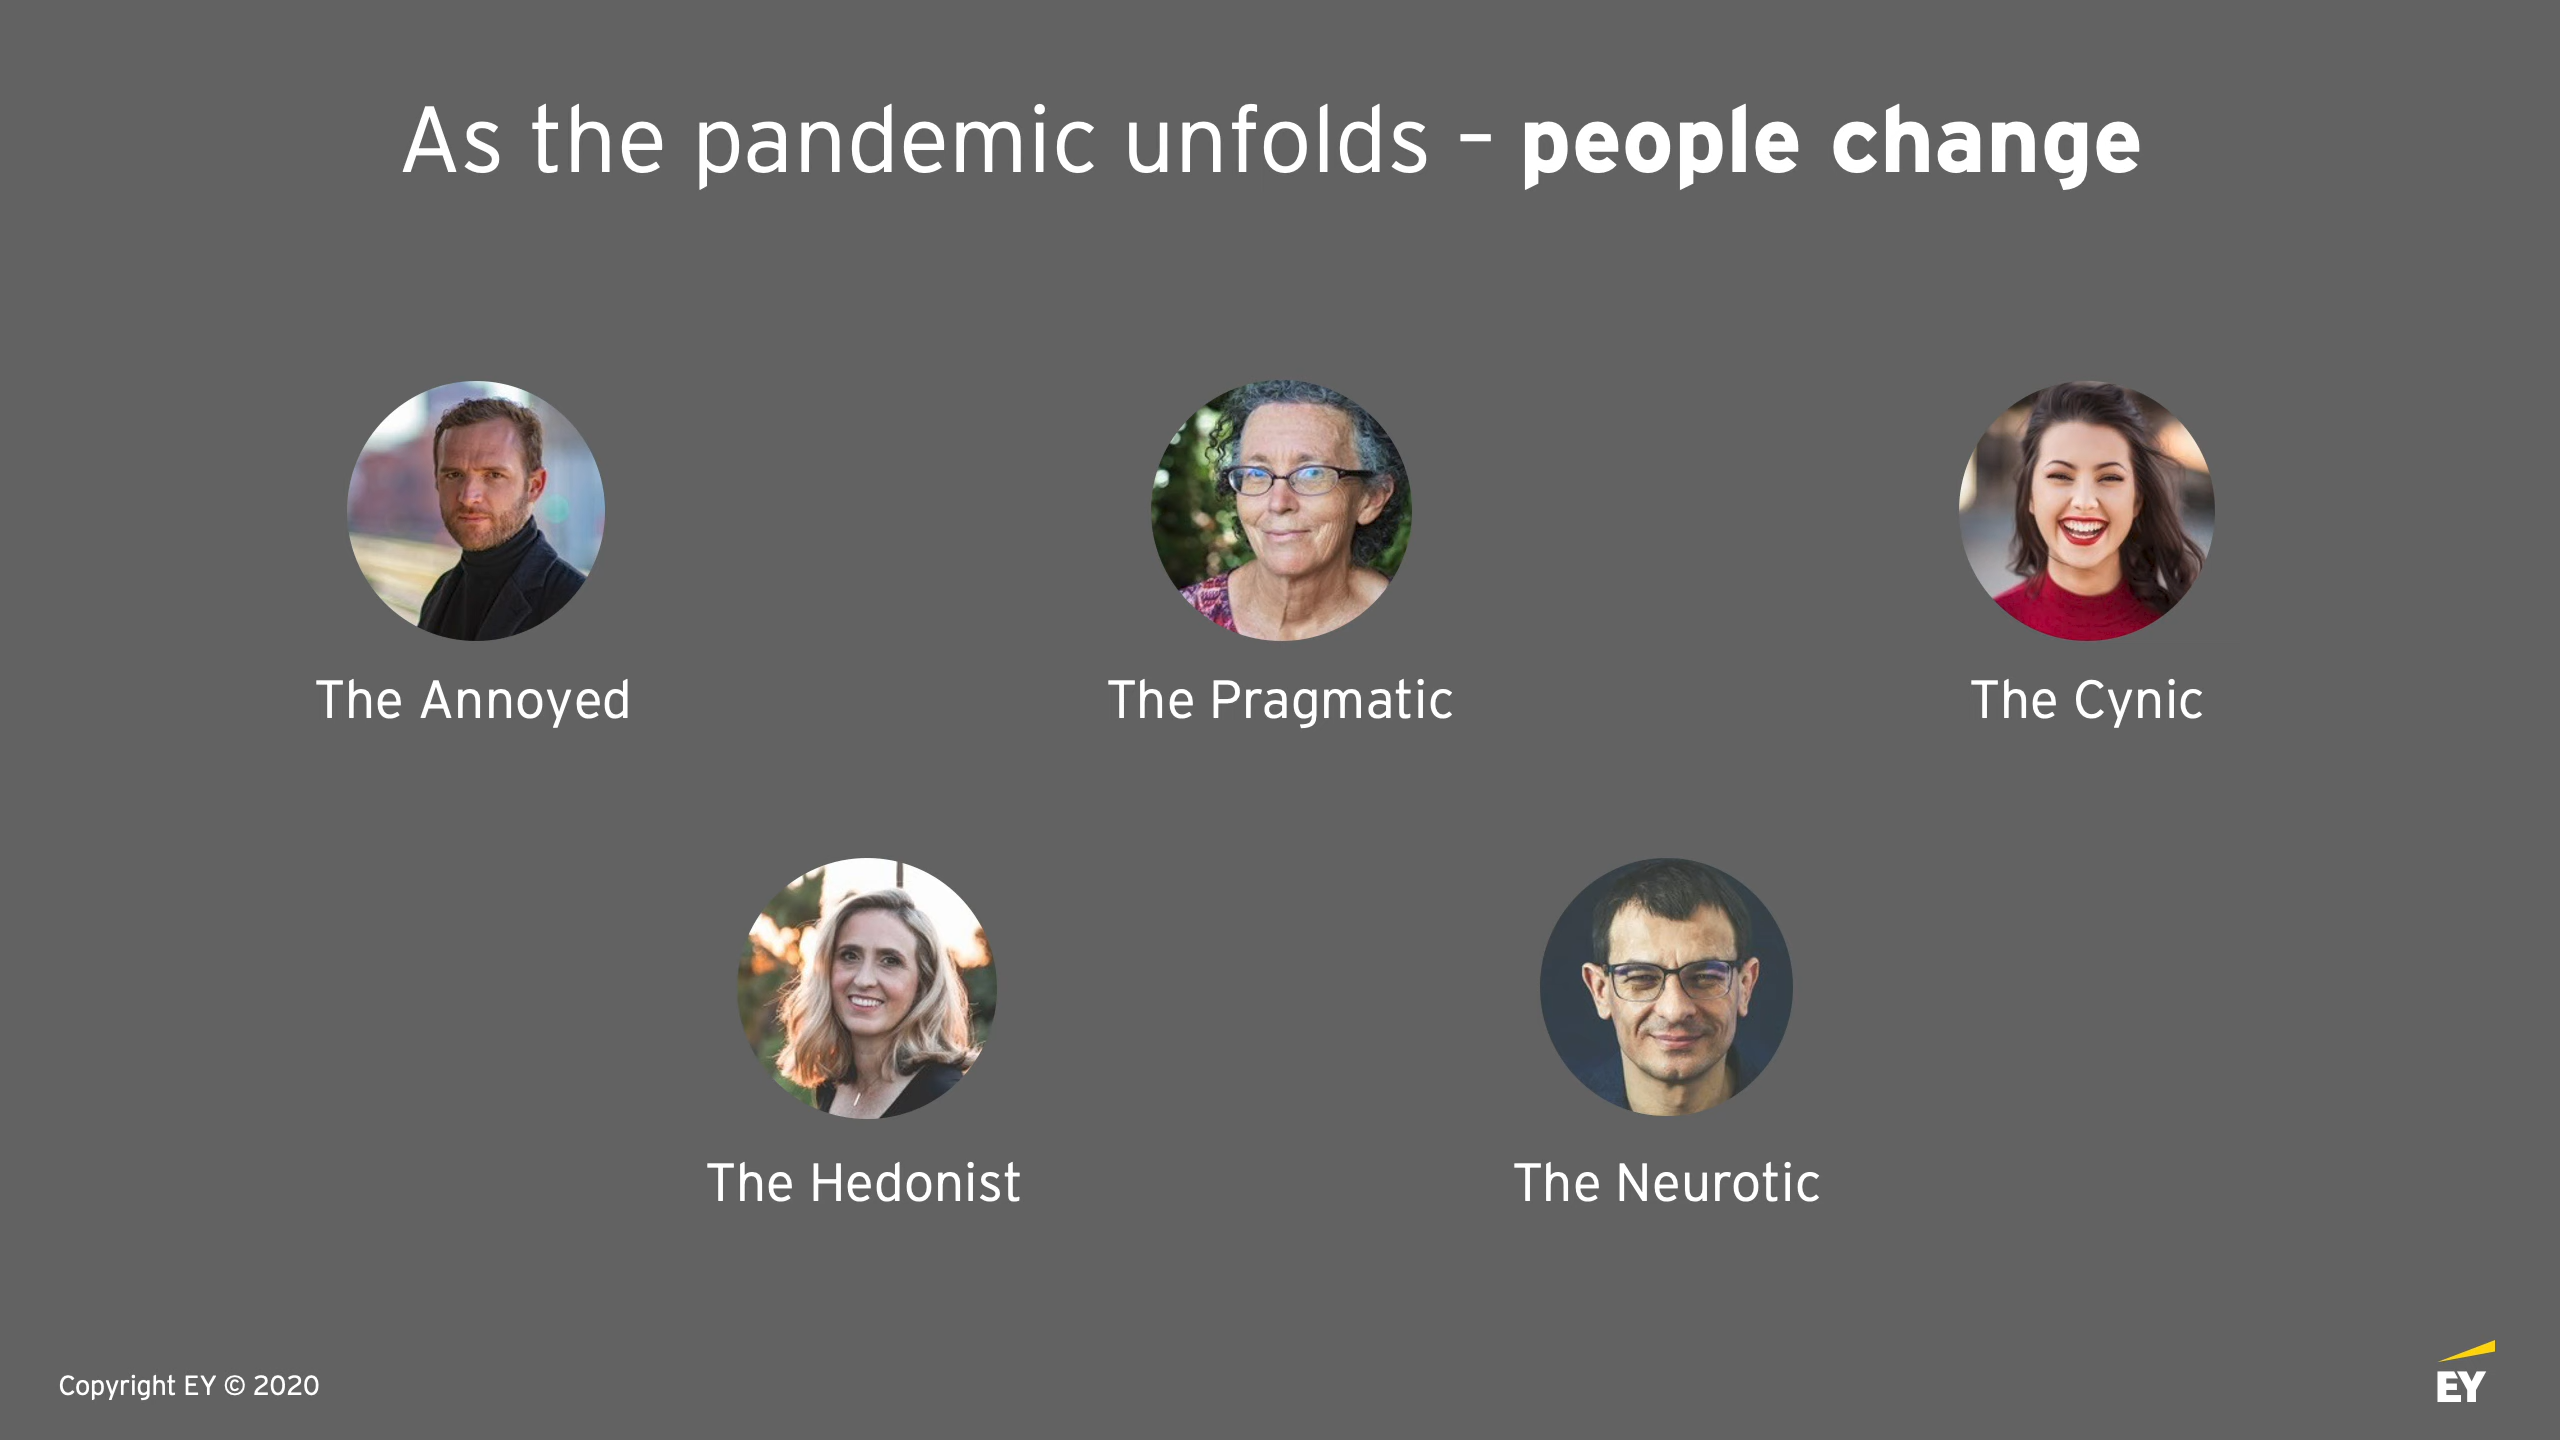 As the pandemic unfolds – people change
The Annoyed
The Pragmatic
The Cynic
The Hedonist
The Neurotic
Copyright EY © 2020
EY